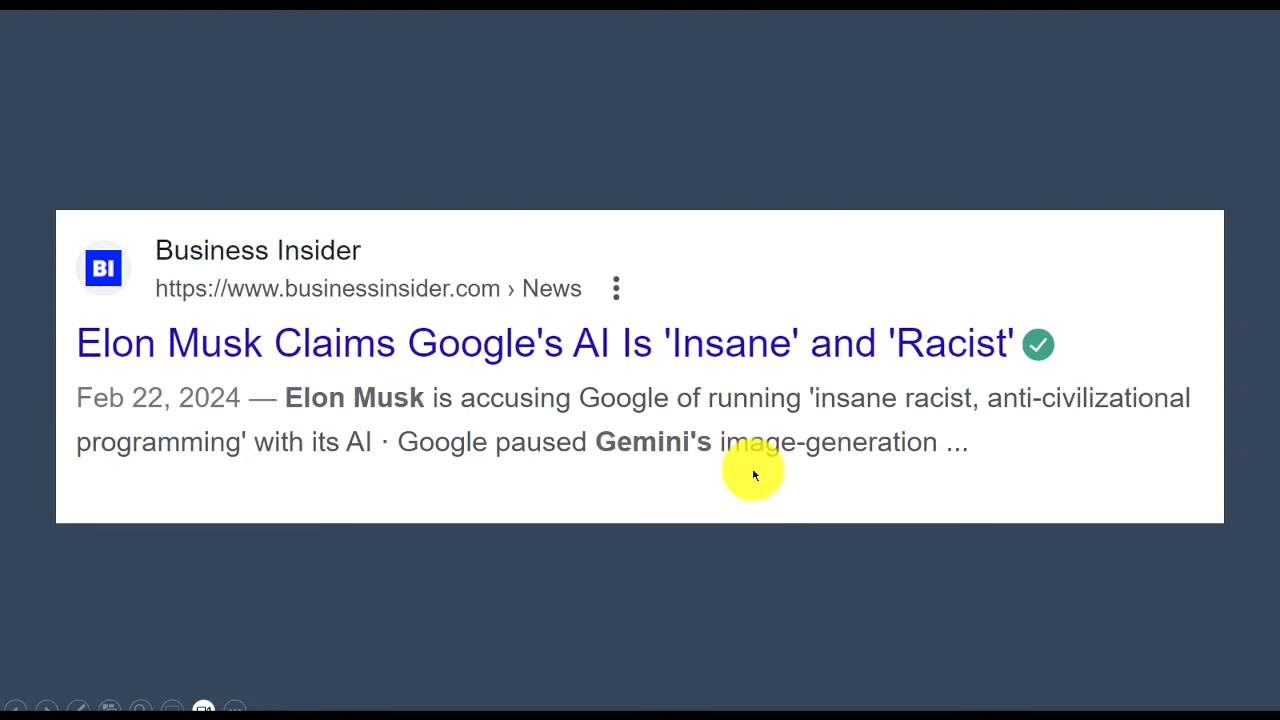 Business Insider
BI
https://www.businessinsider.com › News
Elon Musk Claims Google's AI Is 'Insane' and 'Racist'
Feb 22, 2024 — Elon Musk is accusing Google of running 'insane racist, anti-civilizational
programming' with its AI · Google paused Gemini's image-generation ...